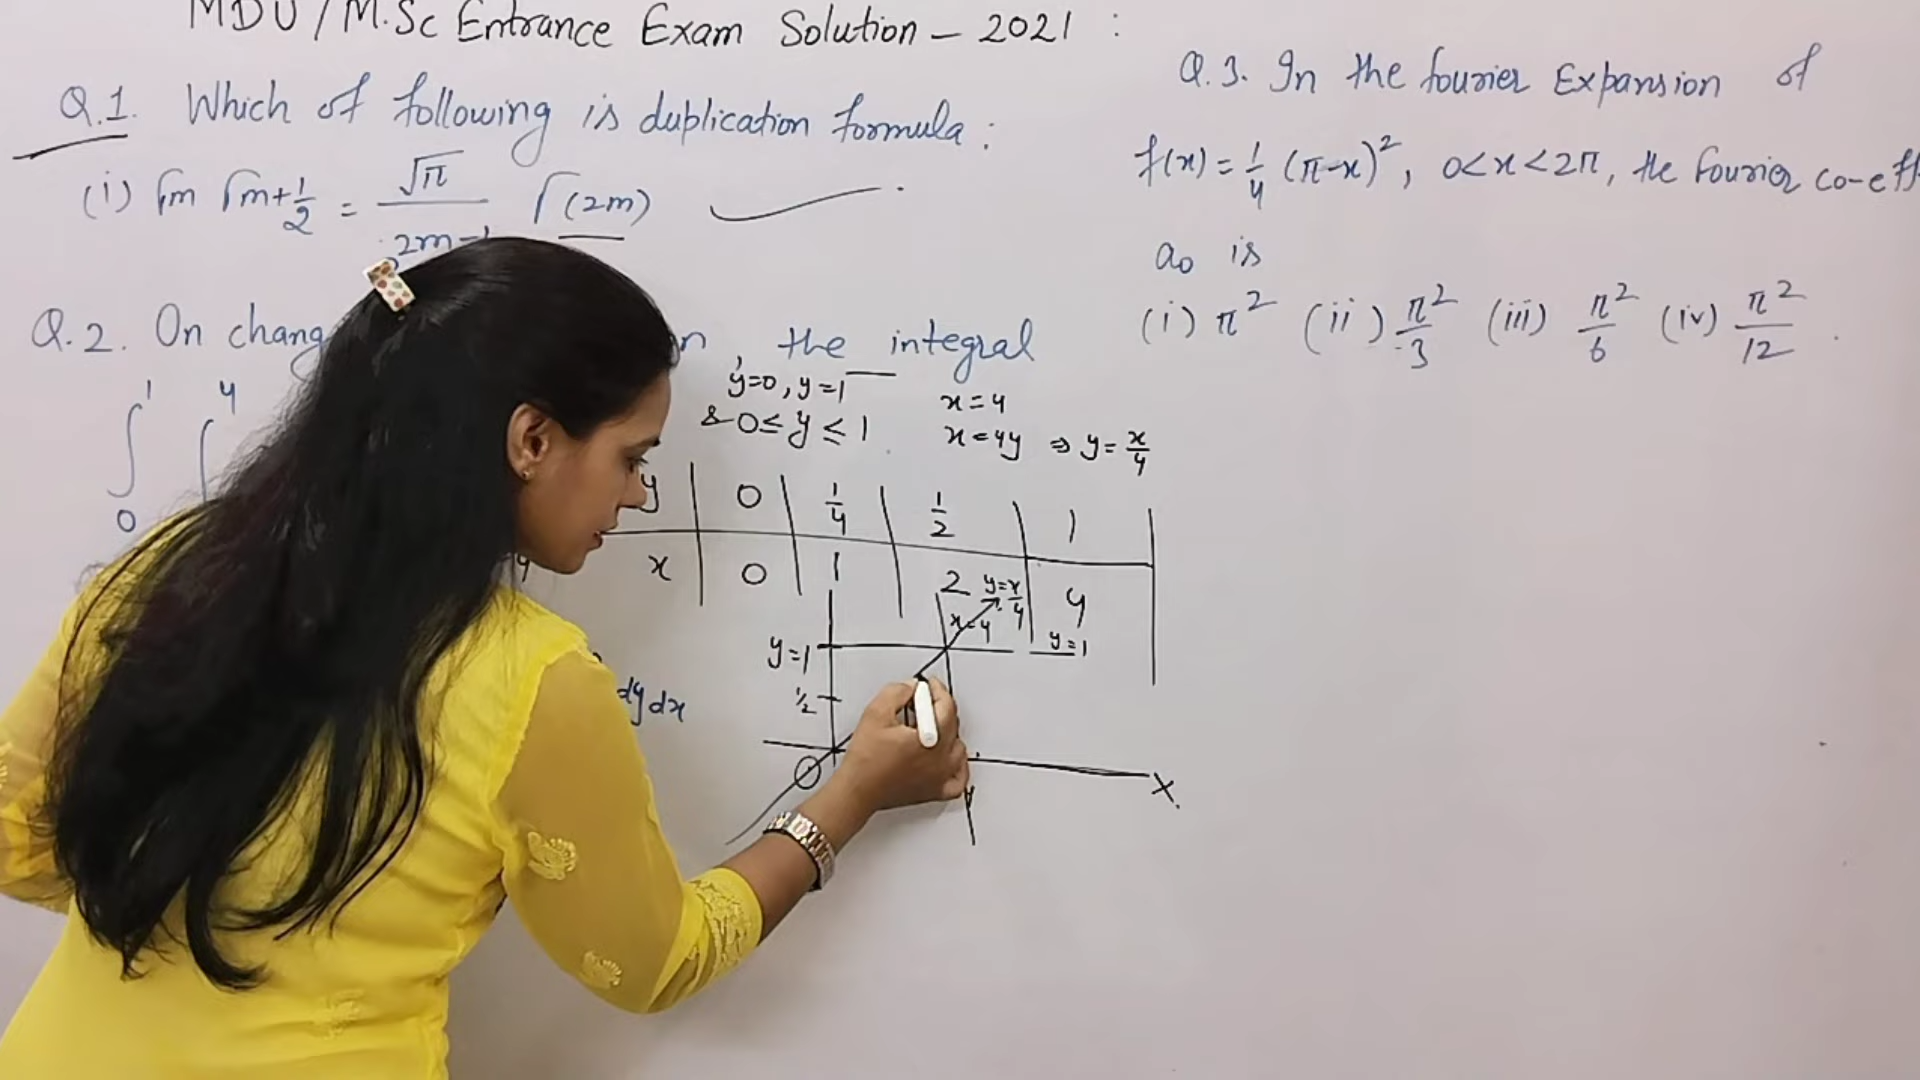 MDU / M.Sc Entrance Exam Solution - 2021 :
Q.1. Which of following is duplication formula :
(i) Γm Γm+1/2 = √π / 2 2m-1 Γ(2m)
Q.2. On chang n, the integral
∫ 0 1 ∫ 4
y=0, y=1
& 0≤ y ≤ 1
x=4
x=4y ⇒ y= x/4
y | 0 | 1/4 | 1/2 | 1
x | 0 | 1 | 2 | 4
y=x/4
x=4
y=1
y=1
1/2
dy dx
O
X
Q.3. In the fourier Expansion of
f(x) = 1/4 (π-x)², 0<x<2π, the Fourier co-eff
a₀ is
(i) π² (ii) π²/3 (iii) π²/6 (iv) π²/12 .